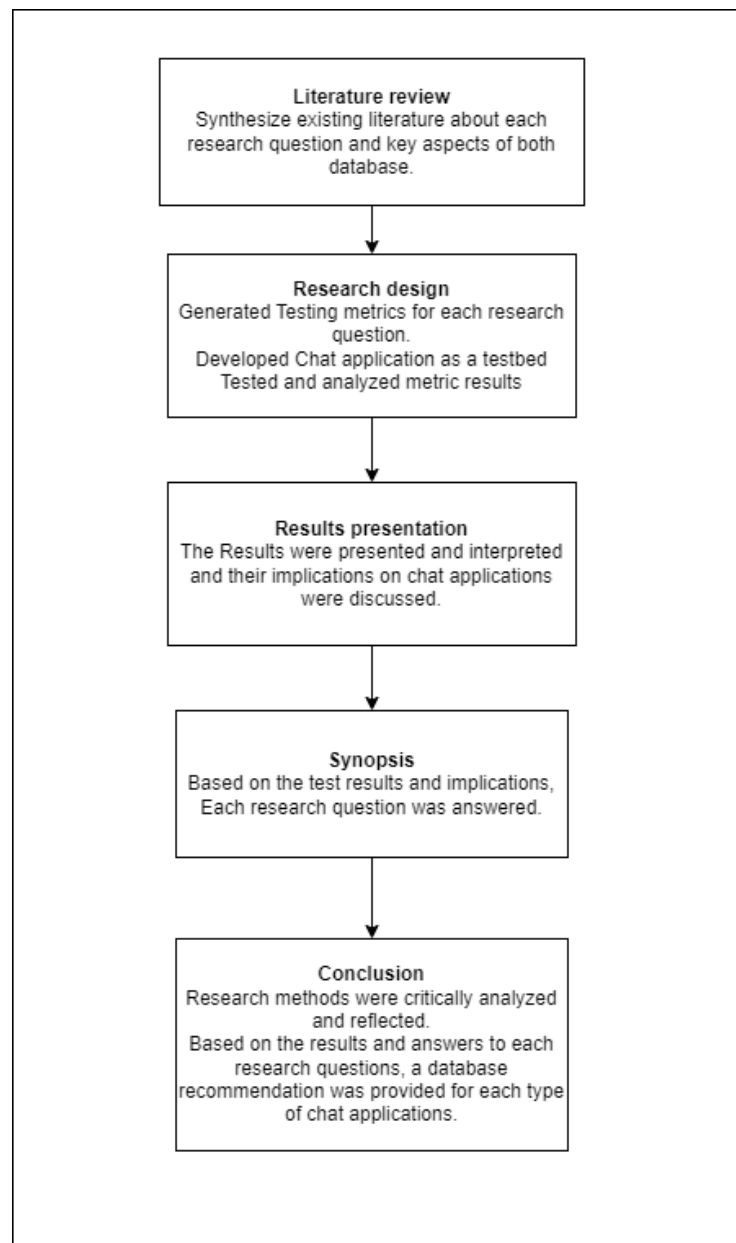 Literature review
Synthesize existing literature about each
research question and key aspects of both
database.
Research design
Generated Testing metrics for each research
question.
Developed Chat application as a testbed
Tested and analyzed metric results
Results presentation
The Results were presented and interpreted
and their implications on chat applications
were discussed.
Synopsis
Based on the test results and implications,
Each research question was answered.
Conclusion
Research methods were critically analyzed
and reflected.
Based on the results and answers to each
research questions, a database
recommendation was provided for each type
of chat applications.